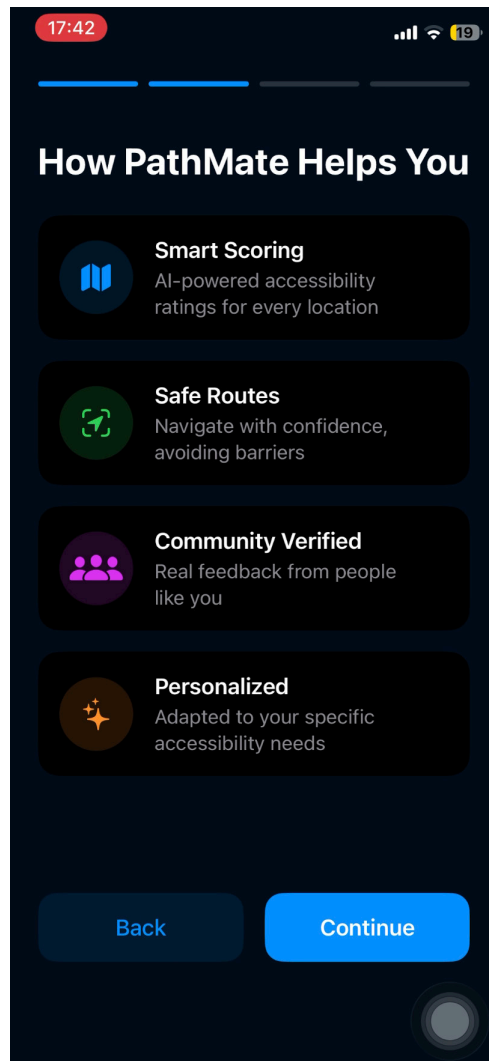 17:42
19
How PathMate Helps You
Smart Scoring
AI-powered accessibility
ratings for every location
Safe Routes
Navigate with confidence,
avoiding barriers
Community Verified
Real feedback from people
like you
Personalized
Adapted to your specific
accessibility needs
Back
Continue